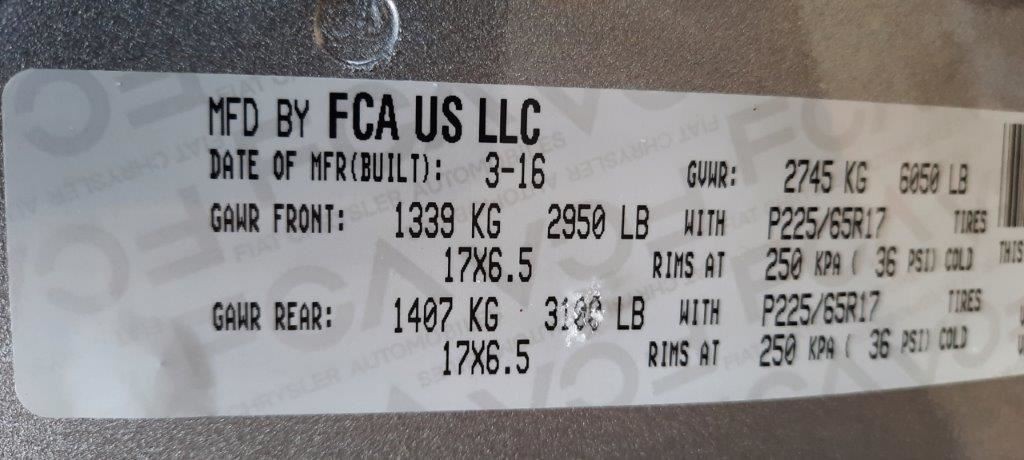 MFD BY FCA US LLC
DATE OF MFR(BUILT): 3-16 GVWR: 2745 KG 6050 LB
GAWR FRONT: 1339 KG 2950 LB WITH P225/65R17 TIRES
17X6.5 RIMS AT 250 KPA ( 36 PSI) COLD
THIS
GAWR REAR: 1407 KG 3100 LB WITH P225/65R17 TIRES
17X6.5 RIMS AT 250 KPA ( 36 PSI) COLD